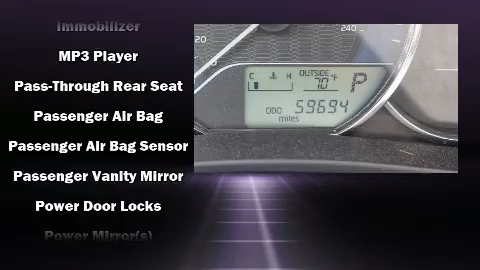 Immobilizer
MP3 Player
Pass-Through Rear Seat
Passenger Air Bag
Passenger Air Bag Sensor
Passenger Vanity Mirror
Power Door Locks
Power Mirror(s)
20
240
C H
OUTSIDE
70 °F
P
ODO 59694
miles